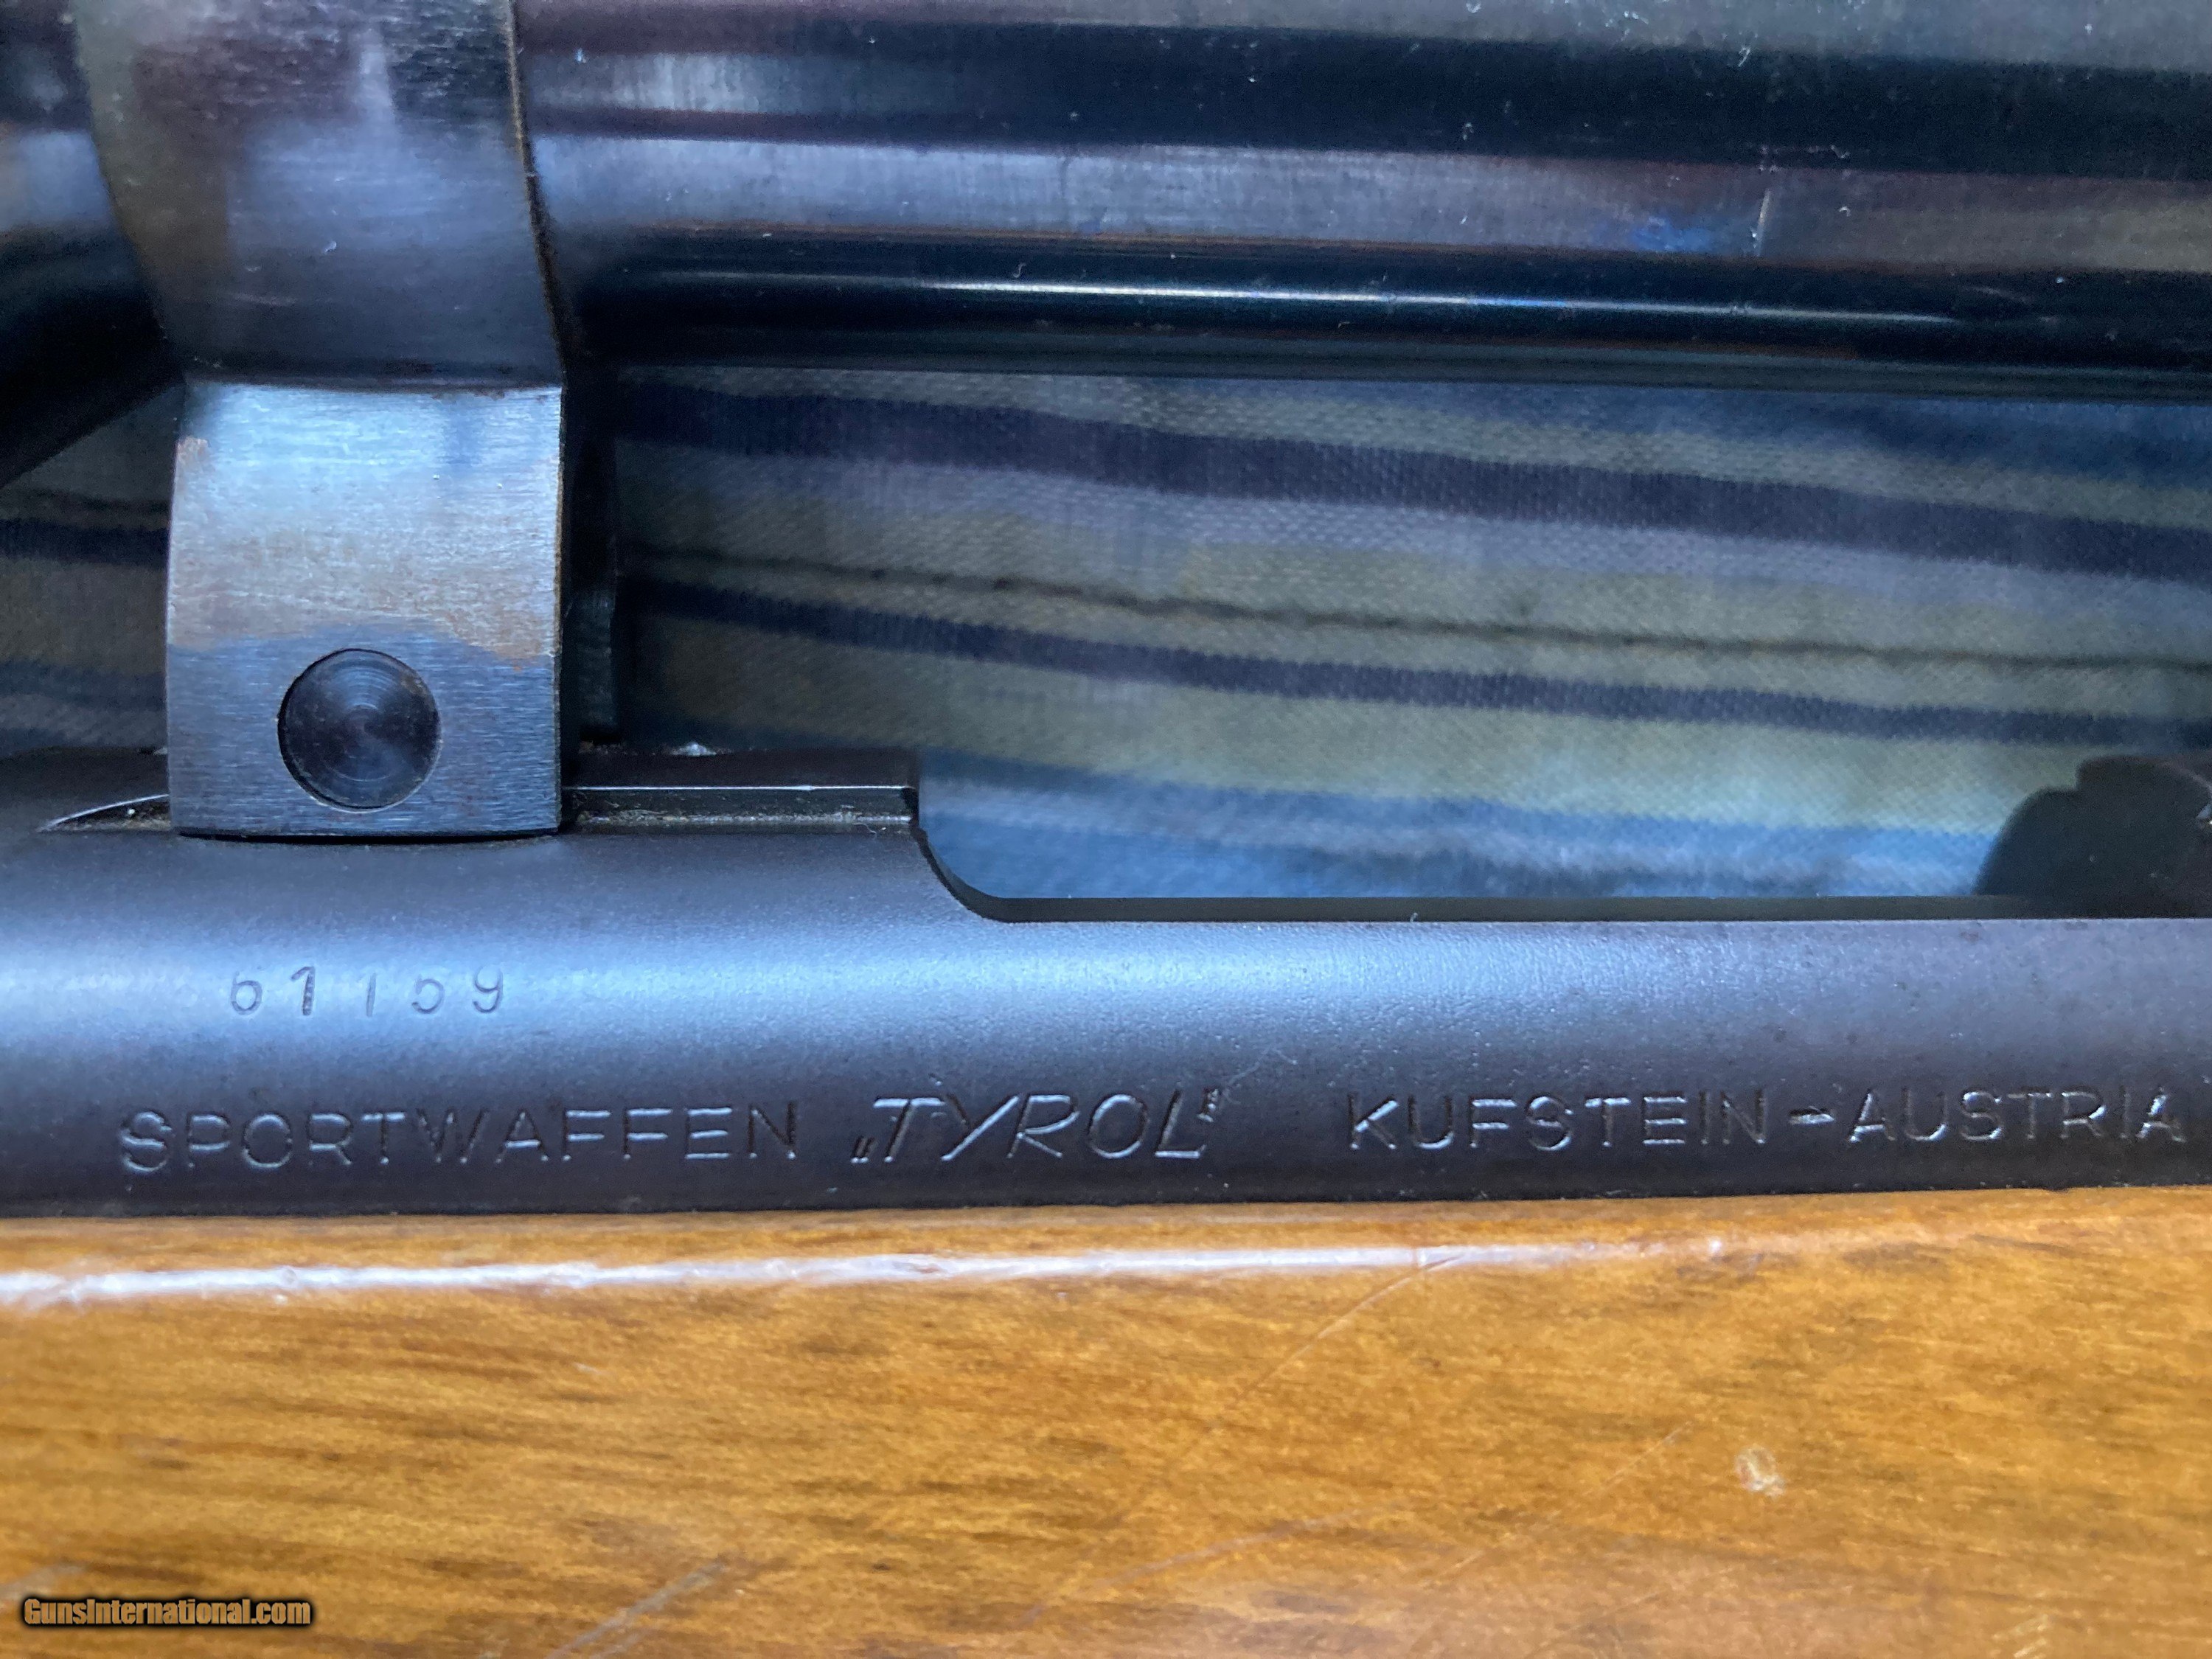 61159
SPORTWAFFEN „TYROL" KUFSTEIN-AUSTRIA
GunsInternational.com